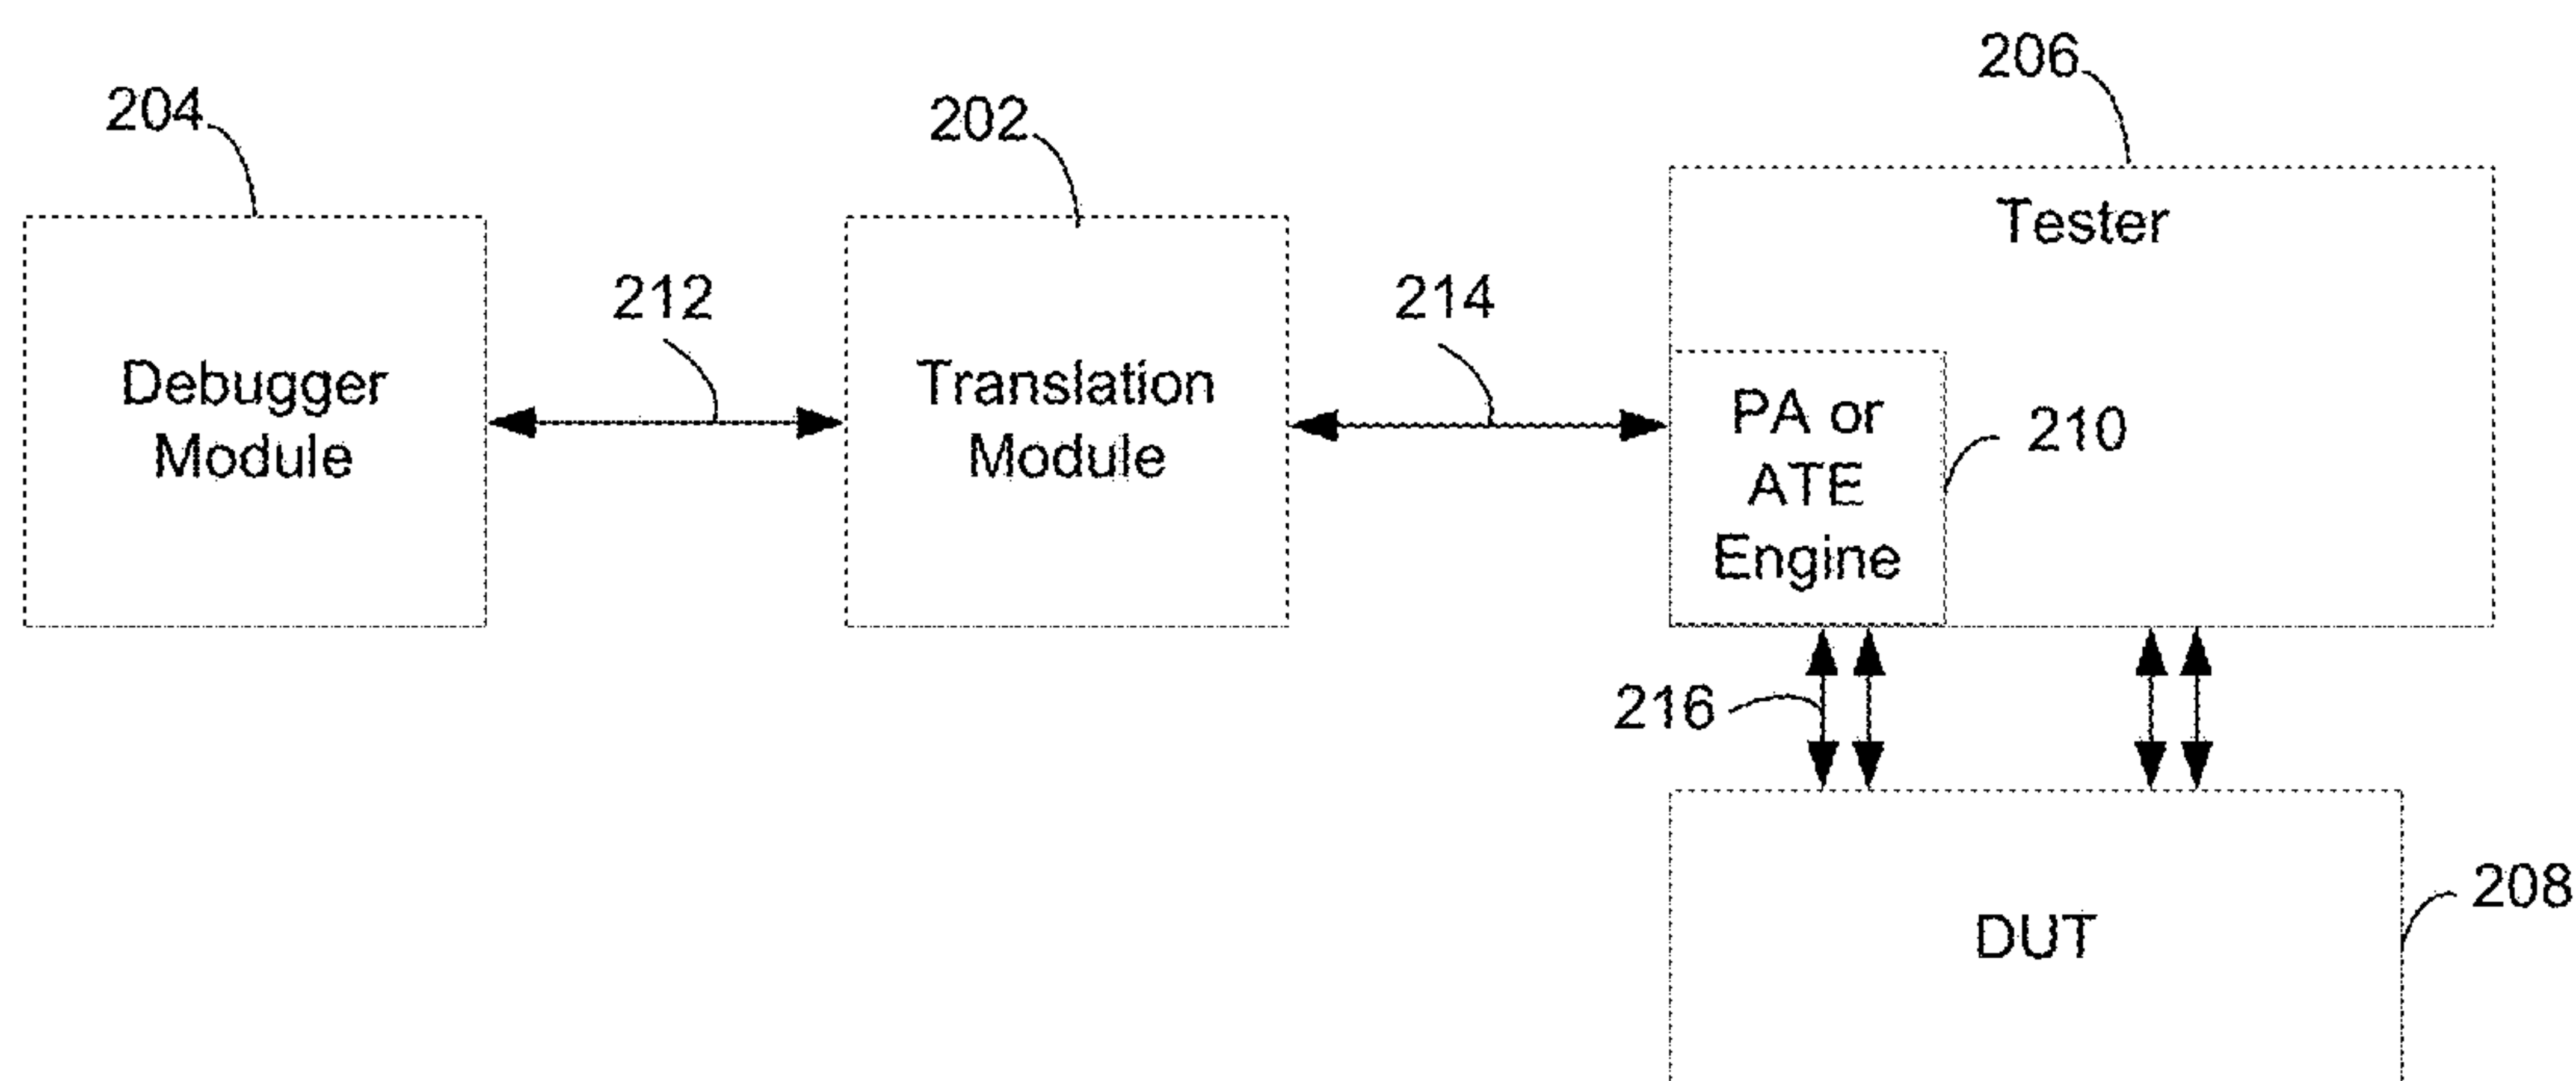 206
204
202
Tester
212
214
Debugger
Module
Translation
Module
PA or
ATE
Engine
210
216
208
DUT